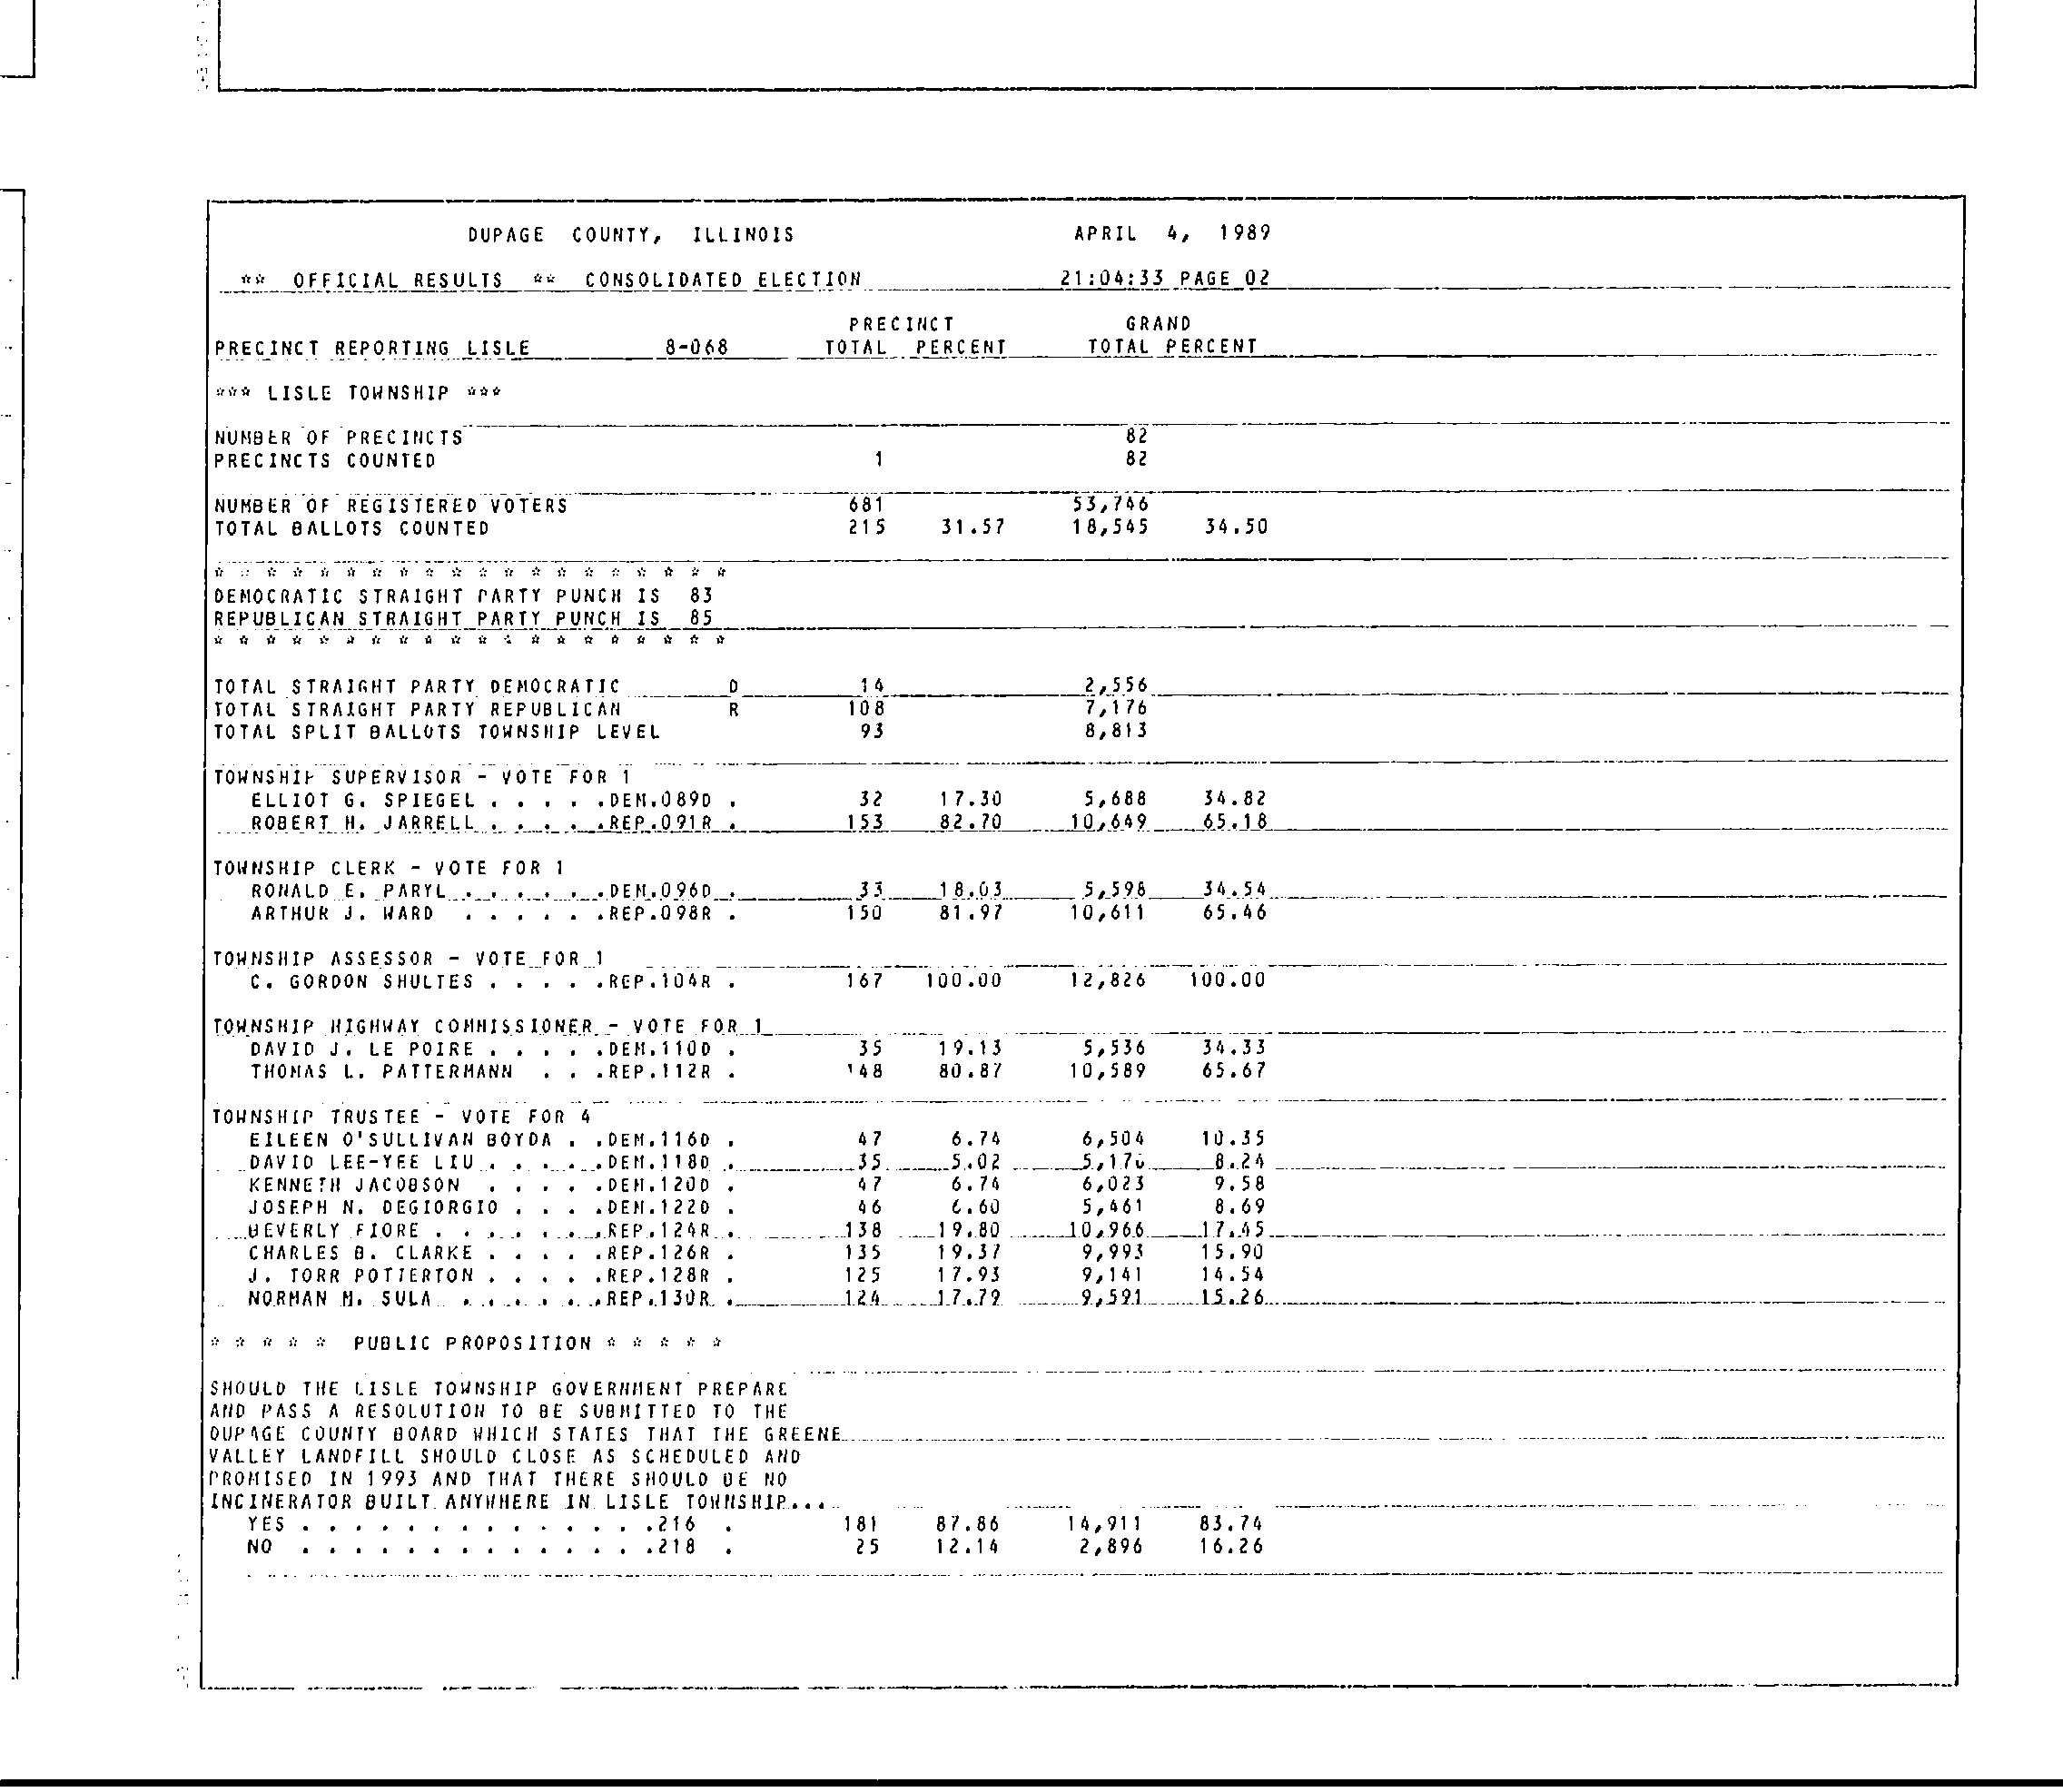 DUPAGE COUNTY, ILLINOIS APRIL 4, 1989
** OFFICIAL RESULTS ** CONSOLIDATED ELECTION 21:04:33 PAGE 02
PRECINCT GRAND
PRECINCT REPORTING LISLE 8-068 TOTAL PERCENT TOTAL PERCENT
*** LISLE TOWNSHIP ***
NUMBER OF PRECINCTS 82
PRECINCTS COUNTED 1 82
NUMBER OF REGISTERED VOTERS 681 53,746
TOTAL BALLOTS COUNTED 215 31.57 18,545 34.50
* * * * * * * * * * * * * * * * * * * *
DEMOCRATIC STRAIGHT PARTY PUNCH IS 83
REPUBLICAN STRAIGHT PARTY PUNCH IS 85
* * * * * * * * * * * * * * * * * * * *
TOTAL STRAIGHT PARTY DEMOCRATIC D 14 2,556
TOTAL STRAIGHT PARTY REPUBLICAN R 108 7,176
TOTAL SPLIT BALLOTS TOWNSHIP LEVEL 93 8,813
TOWNSHIP SUPERVISOR - VOTE FOR 1
ELLIOT G. SPIEGEL . . . . .DEM.089D . 32 17.30 5,688 34.82
ROBERT H. JARRELL . . . . .REP.091R . 153 82.70 10,649 65.18
TOWNSHIP CLERK - VOTE FOR 1
RONALD E. PARYL . . . . . .DEM.096D . 33 18.03 5,598 34.54
ARTHUR J. WARD . . . . . .REP.098R . 150 81.97 10,611 65.46
TOWNSHIP ASSESSOR - VOTE FOR 1
C. GORDON SHULTES . . . . .REP.104R . 167 100.00 12,826 100.00
TOWNSHIP HIGHWAY COMMISSIONER - VOTE FOR 1
DAVID J. LE POIRE . . . . .DEM.110D . 35 19.13 5,536 34.33
THOMAS L. PATTERMANN . . .REP.112R . 148 80.87 10,589 65.67
TOWNSHIP TRUSTEE - VOTE FOR 4
EILEEN O'SULLIVAN BOYDA . .DEM.116D . 47 6.74 6,504 10.35
DAVID LEE-YEE LIU . . . . .DEM.118D . 35 5.02 8.24
KENNETH JACOBSON . . . . .DEM.120D . 47 6.74 6,023 9.58
JOSEPH N. DEGIORGIO . . . .DEM.122D . 46 6.60 5,461 8.69
BEVERLY FIORE . . . . . . .REP.124R . 138 19.80 10,966 17.45
CHARLES B. CLARKE . . . . .REP.126R . 135 19.37 9,993 15.90
J. TORR POTTERTON . . . . .REP.128R . 125 17.93 9,141 14.54
NORMAN M. SULA . . . . . .REP.130R . 124 17.79 9,591 15.26
* * * * * PUBLIC PROPOSITION * * * * *
SHOULD THE LISLE TOWNSHIP GOVERNMENT PREPARE
AND PASS A RESOLUTION TO BE SUBMITTED TO THE
DUPAGE COUNTY BOARD WHICH STATES THAT THE GREENE
VALLEY LANDFILL SHOULD CLOSE AS SCHEDULED AND
PROMISED IN 1993 AND THAT THERE SHOULD BE NO
INCINERATOR BUILT ANYWHERE IN LISLE TOWNSHIP...
YES . . . . . . . . . . . . . .216 . 181 87.86 14,911 83.74
NO . . . . . . . . . . . . . .218 . 25 12.14 2,896 16.26